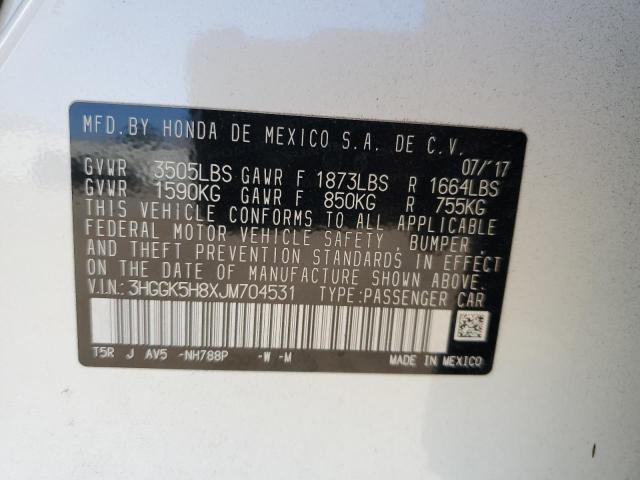 MFD. BY HONDA DE MEXICO S.A. DE C.V.
07/'17
GVWR 3505LBS GAWR F 1873LBS R 1664LBS
GVWR 1590KG GAWR F 850KG R 755KG
THIS VEHICLE CONFORMS TO ALL APPLICABLE
FEDERAL MOTOR VEHICLE SAFETY, BUMPER,
AND THEFT PREVENTION STANDARDS IN EFFECT
ON THE DATE OF MANUFACTURE SHOWN ABOVE.
V.I.N.: 3HGGK5H8XJM704531 TYPE: PASSENGER CAR
T5R J AV5 -NH788P -W -M
MADE IN MEXICO